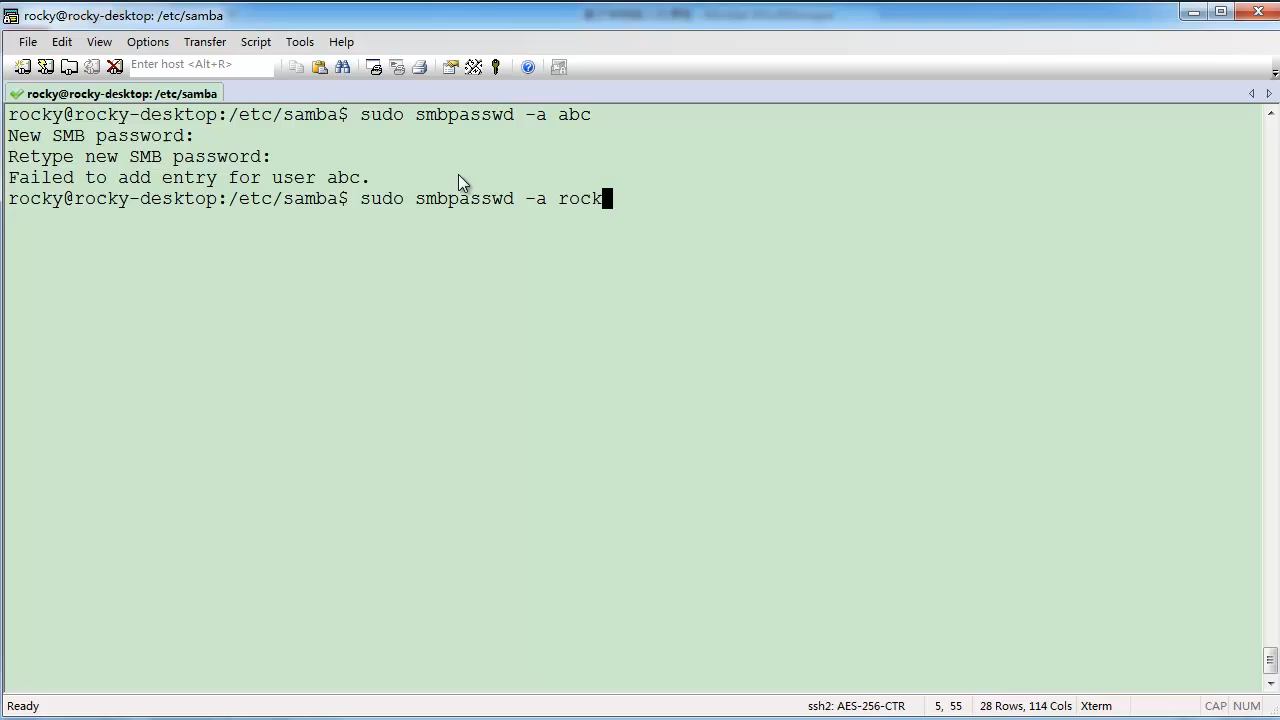 rocky@rocky-desktop: /etc/samba
File Edit View Options Transfer Script Tools Help
Enter host <Alt+R>
rocky@rocky-desktop: /etc/samba
rocky@rocky-desktop:/etc/samba$ sudo smbpasswd -a abc
New SMB password:
Retype new SMB password:
Failed to add entry for user abc.
rocky@rocky-desktop:/etc/samba$ sudo smbpasswd -a rock
Ready ssh2: AES-256-CTR 5, 55 28 Rows, 114 Cols Xterm CAP NUM